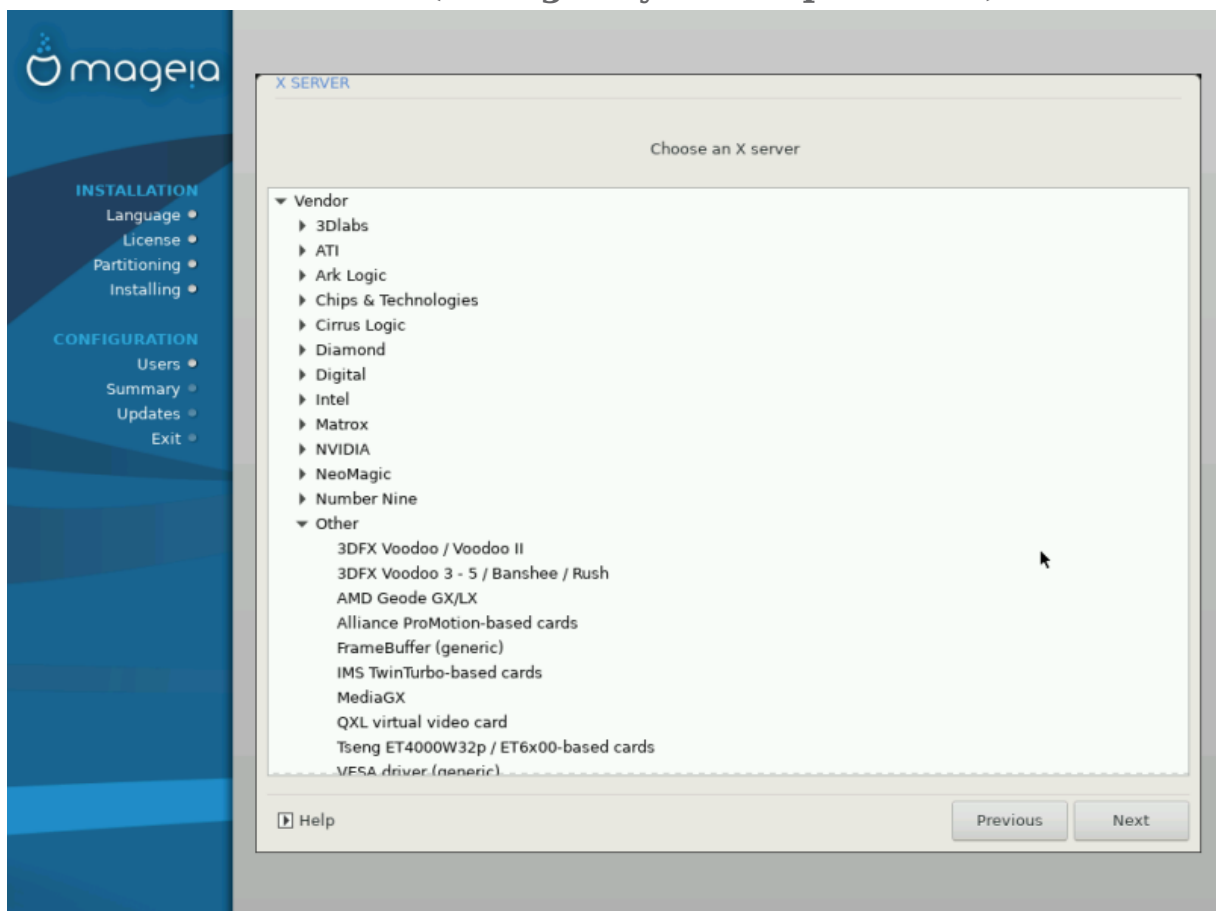 mageia
INSTALLATION
Language
License
Partitioning
Installing
CONFIGURATION
Users
Summary
Updates
Exit
X SERVER
Choose an X server
Vendor
3Dlabs
ATI
Ark Logic
Chips & Technologies
Cirrus Logic
Diamond
Digital
Intel
Matrox
NVIDIA
NeoMagic
Number Nine
Other
3DFX Voodoo / Voodoo II
3DFX Voodoo 3 - 5 / Banshee / Rush
AMD Geode GX/LX
Alliance ProMotion-based cards
FrameBuffer (generic)
IMS TwinTurbo-based cards
MediaGX
QXL virtual video card
Tseng ET4000W32p / ET6x00-based cards
VESA driver (generic)
Help
Previous
Next